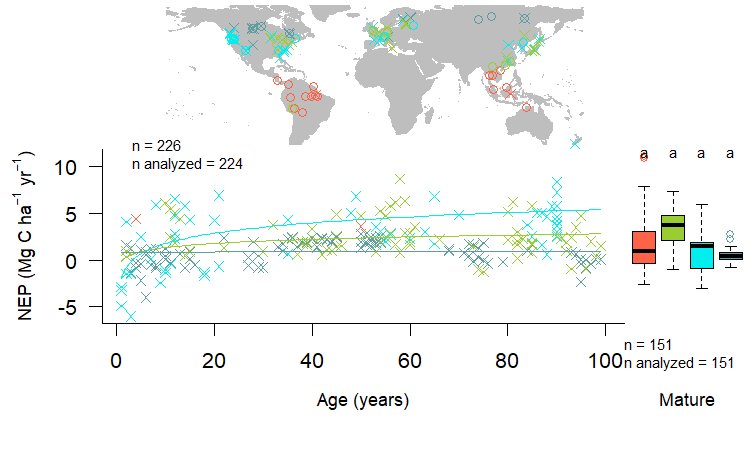 n = 226
n analyzed = 224
a a a a
10
5
0
-5
NEP (Mg C ha⁻¹ yr⁻¹)
0 20 40 60 80 100
n = 151
n analyzed = 151
Age (years)
Mature